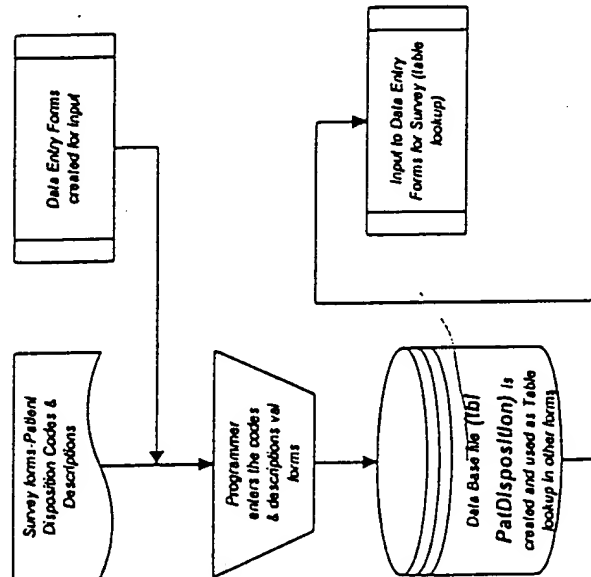 Survey forms-Patient
Disposition Codes &
Descriptions
Data Entry Forms
created for Input
Programmer
enters the codes
& descriptions val
forms
Data Base file (tbl
PatDisposition) is
created and used as Table
lookup in other forms
Input to Data Entry
Forms for Survey (table
lookup)